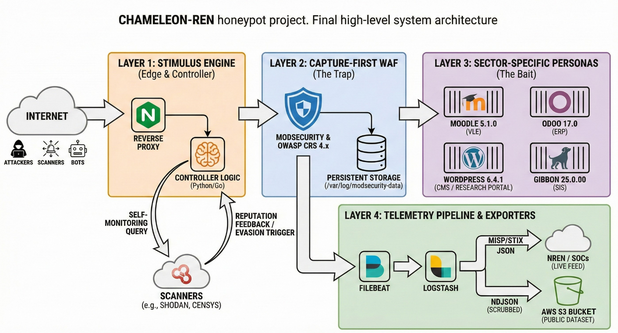 CHAMELEON-REN honeypot project. Final high-level system architecture
LAYER 1: STIMULUS ENGINE
(Edge & Controller)
LAYER 2: CAPTURE-FIRST WAF
(The Trap)
LAYER 3: SECTOR-SPECIFIC PERSONAS
(The Bait)
INTERNET
ATTACKERS
SCANNERS
BOTS
N
REVERSE
PROXY
CONTROLLER
LOGIC
(Python/Go)
MODSECURITY &
OWASP CRS 4.x
PERSISTENT STORAGE
(/var/log/modsecurity-data)
m
MOODLE 5.1.0
(VLE)
ODOO 17.0
(ERP)
WORDPRESS 6.4.1
(CMS / RESEARCH PORTAL)
GIBBON 25.0.00
(SIS)
SELF-
MONITORING
QUERY
REPUTATION
FEEDBACK /
EVASION TRIGGER
SCANNERS
(e.g., SHODAN, CENSYS)
LAYER 4: TELEMETRY PIPELINE & EXPORTERS
FILEBEAT
LOGSTASH
MISP/STIX
JSON
NREN / SOCs
(LIVE FEED)
NDJSON
(SCRUBBED)
AWS S3 BUCKET
(PUBLIC DATASET)